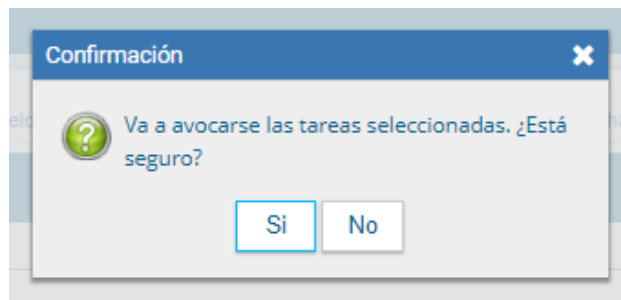 Confirmación
Va a avocarse las tareas seleccionadas. ¿Está
seguro?
Si
No